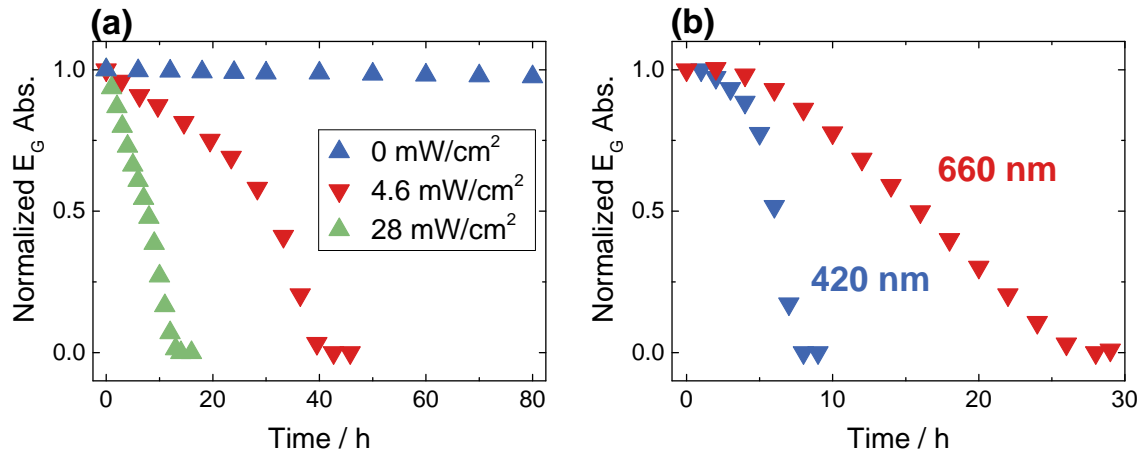 (a)
Normalized E_G Abs.
1.0
0.5
0.0
0 mW/cm²
4.6 mW/cm²
28 mW/cm²
0 20 40 60 80
Time / h
(b)
Normalized E_G Abs.
1.0
0.5
0.0
660 nm
420 nm
0 10 20 30
Time / h